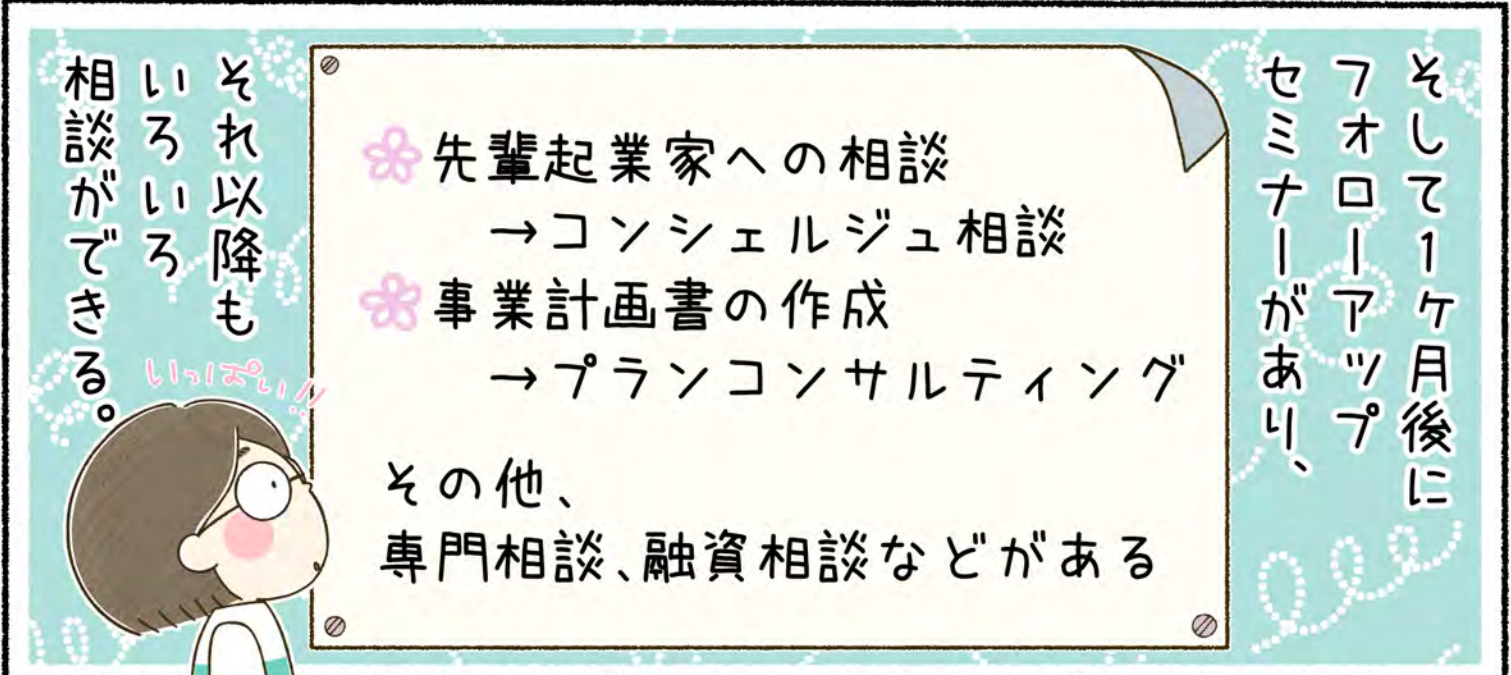 そして1ケ月後に
フォローアップ
セミナーがあり、
先輩起業家への相談
→コンシェルジュ相談
事業計画書の作成
→プランコンサルティング
その他、
専門相談、融資相談などがある
それ以降も
いろいろ
相談ができる。
いっぱい!!